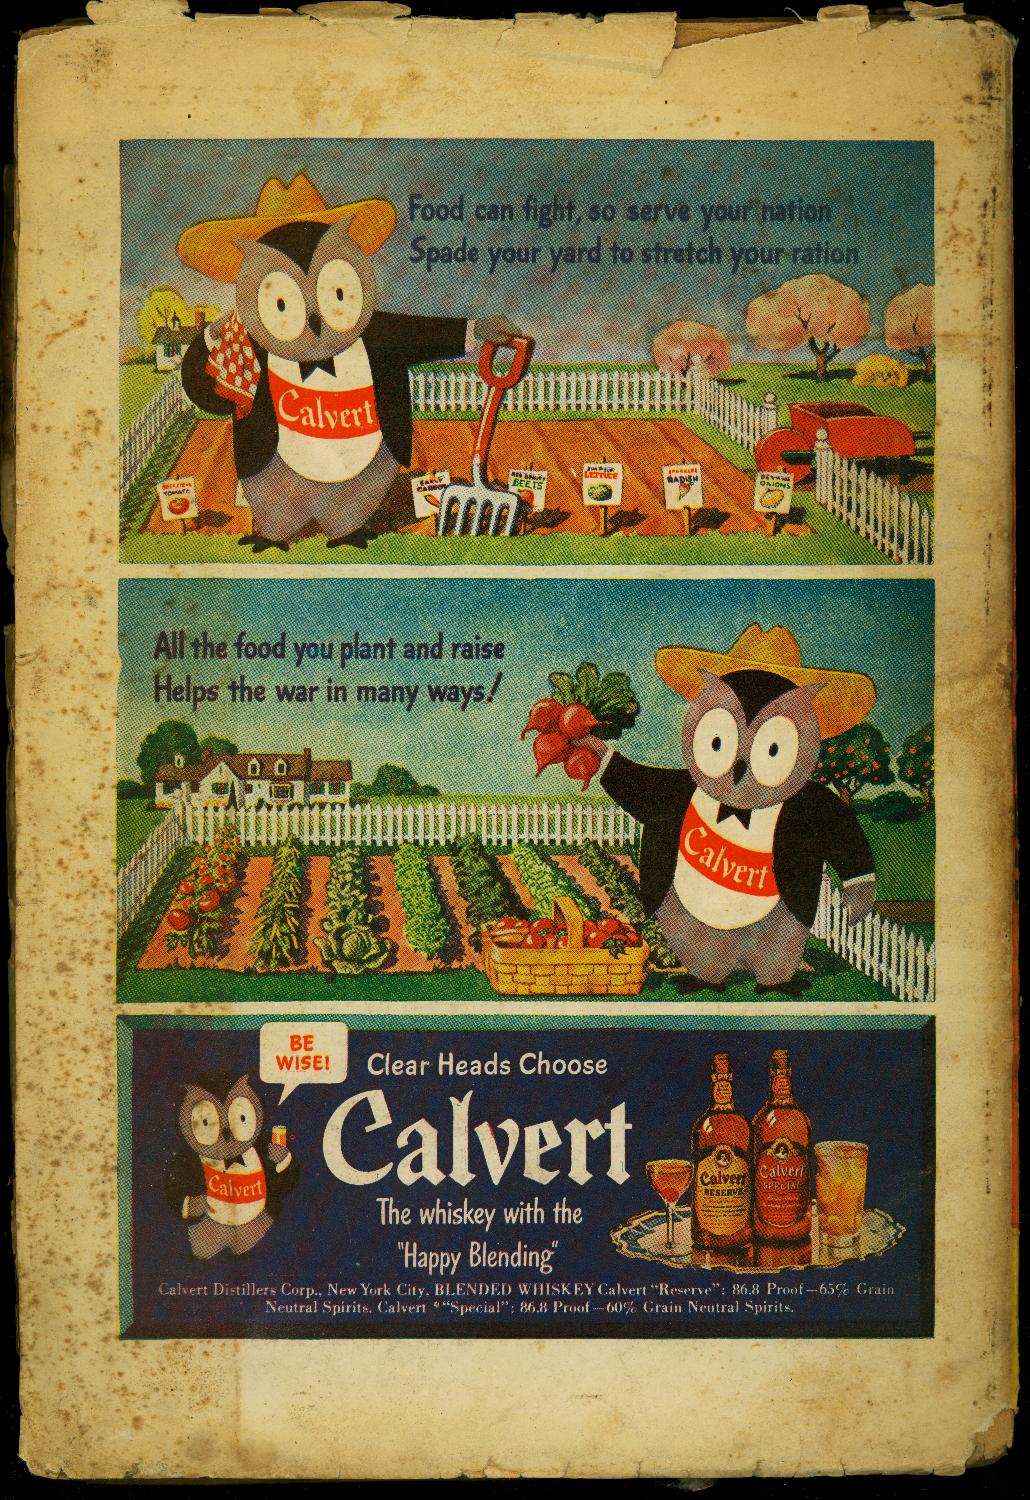 Food can fight, so serve your nation
Spade your yard to stretch your ration
Calvert
TOMATO
EARLY
CARROT
BEETS
LETTUCE
RADISH
ONIONS
All the food you plant and raise
Helps the war in many ways!
Calvert
BE
WISE!
Clear Heads Choose
Calvert
The whiskey with the
"Happy Blending"
Calvert
Calvert
RESERVE
Calvert
SPECIAL
Calvert Distillers Corp., New York City. BLENDED WHISKEY Calvert "Reserve": 86.8 Proof—65% Grain
Neutral Spirits. Calvert *"Special": 86.8 Proof—60% Grain Neutral Spirits.